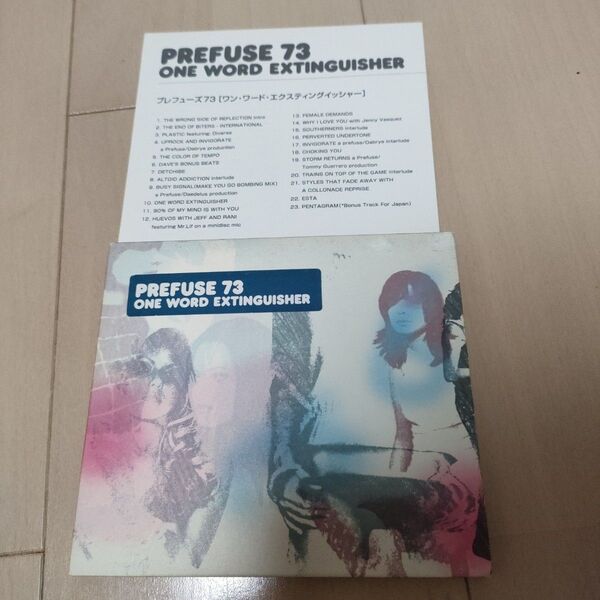 PREFUSE 73
ONE WORD EXTINGUISHER
プレフューズ73 [ワン・ワード・エクスティングイッシャー]
1. THE WRONG SIDE OF REFLECTION intro
2. THE END OF BITERS - INTERNATIONAL
3. PLASTIC featuring: Diverse
4. UPROCK AND INVIGORATE
a Prefuse/Dabrye production
5. THE COLOR OF TEMPO
6. DAVE'S BONUS BEATS
7. DETCHIBE
8. ALTOID ADDICTION interlude
9. BUSY SIGNAL(MAKE YOU GO BOMBING MIX)
a Prefuse/Daedelus production
10. ONE WORD EXTINGUISHER
11. 90% OF MY MIND IS WITH YOU
12. HUEVOS WITH JEFF AND RANI
featuring Mr.Lif on a minidisc mic
13. FEMALE DEMANDS
14. WHY I LOVE YOU with Jenny Vasquez
15. SOUTHERNERS interlude
16. PERVERTED UNDERTONE
17. INVIGORATE a prefuse/Dabrye interlude
18. CHOKING YOU
19. STORM RETURNS a Prefuse/
Tommy Guerrero production
20. TRAINS ON TOP OF THE GAME interlude
21. STYLES THAT FADE AWAY WITH
A COLLONADE REPRISE
22. ESTA
23. PENTAGRAM(*Bonus Track For Japan)
PREFUSE 73
ONE WORD EXTINGUISHER